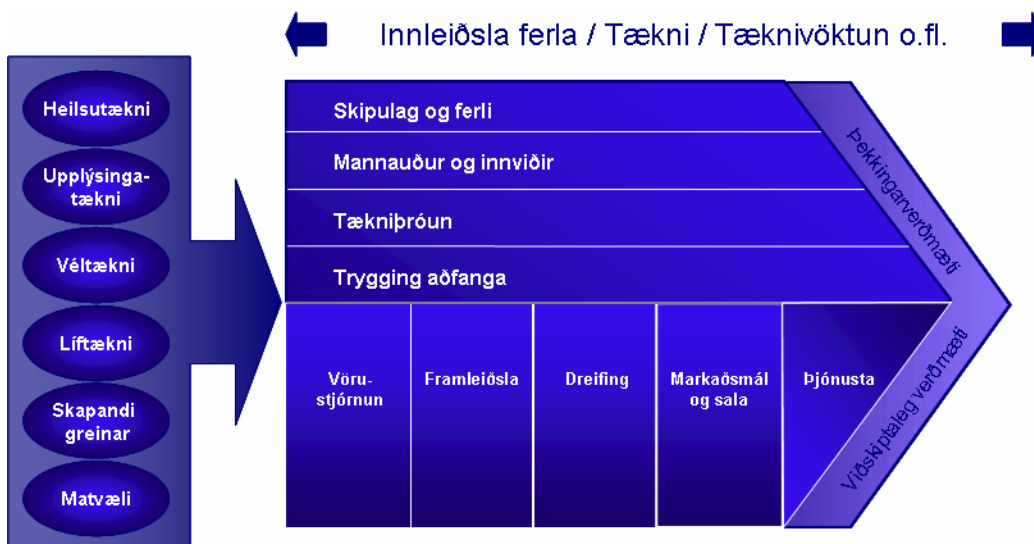 Innleiðsla ferla / Tækni / Tæknivöktun o.fl.
Heilsutækni
Upplýsinga-
tækni
Véltækni
Líftækni
Skapandi
greinar
Matvæli
Skipulag og ferli
Mannauður og innviðir
Tækniþróun
Trygging aðfanga
Vöru-
stjórnun
Framleiðsla
Dreifing
Markaðsmál
og sala
Þjónusta
Þekkingarverðmæti
Viðskiptaleg verðmæti